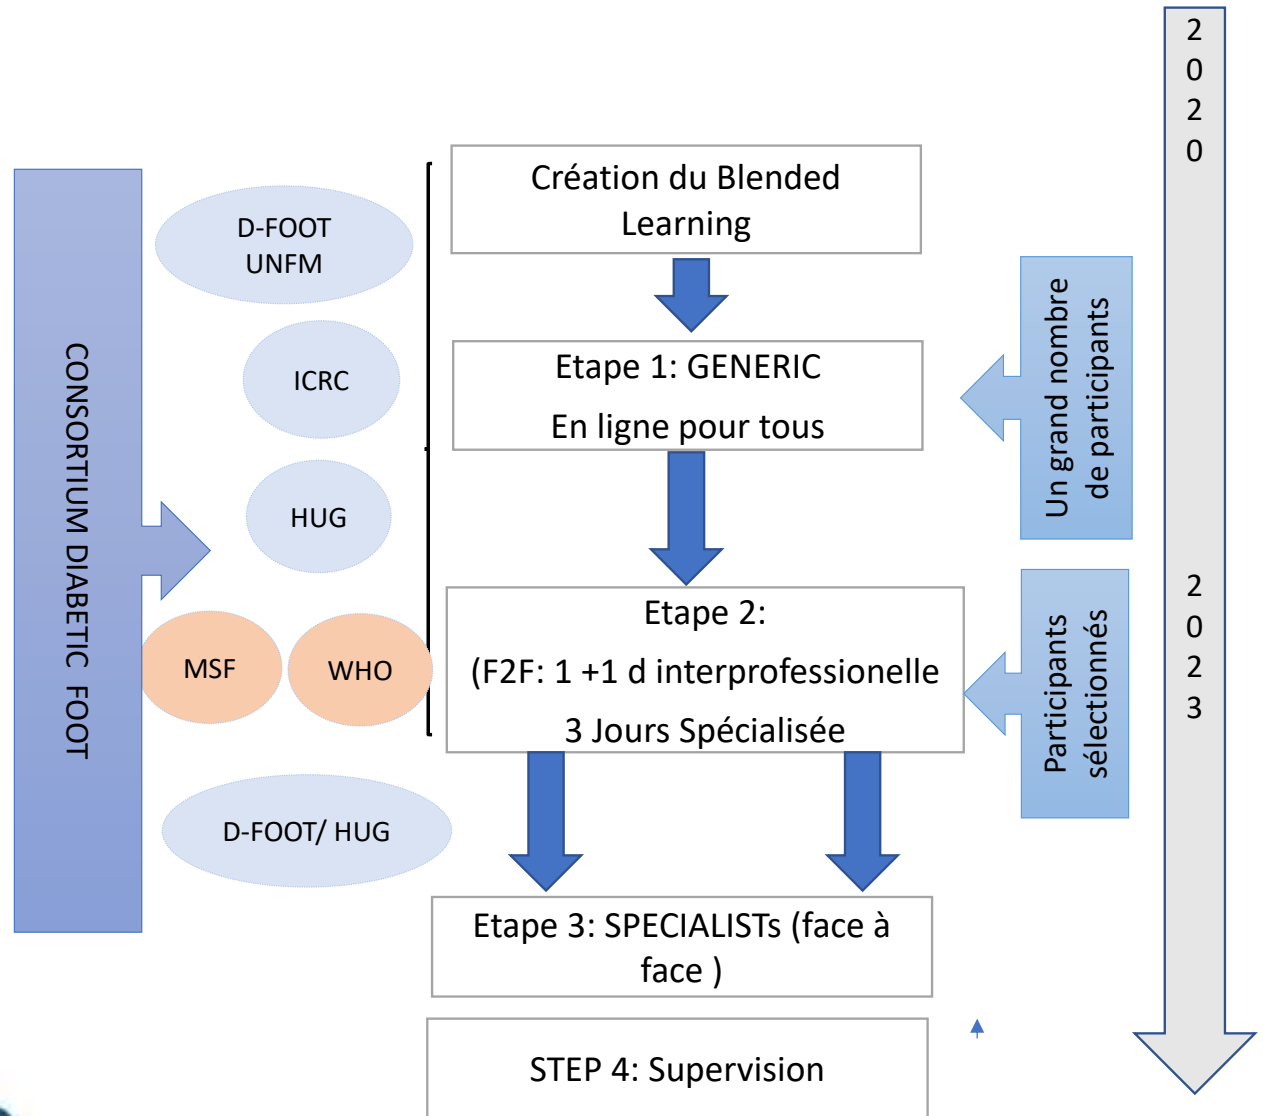 2
0
2
0
Création du Blended
Learning
D-FOOT
UNFM
Un grand nombre
de participants
CONSORTIUM DIABETIC FOOT
ICRC
Etape 1: GENERIC
En ligne pour tous
HUG
2
0
2
3
Etape 2:
(F2F: 1 +1 d interprofessionelle
3 Jours Spécialisée
MSF
WHO
Participants
sélectionnés
D-FOOT/ HUG
Etape 3: SPECIALISTs (face à
face )
STEP 4: Supervision